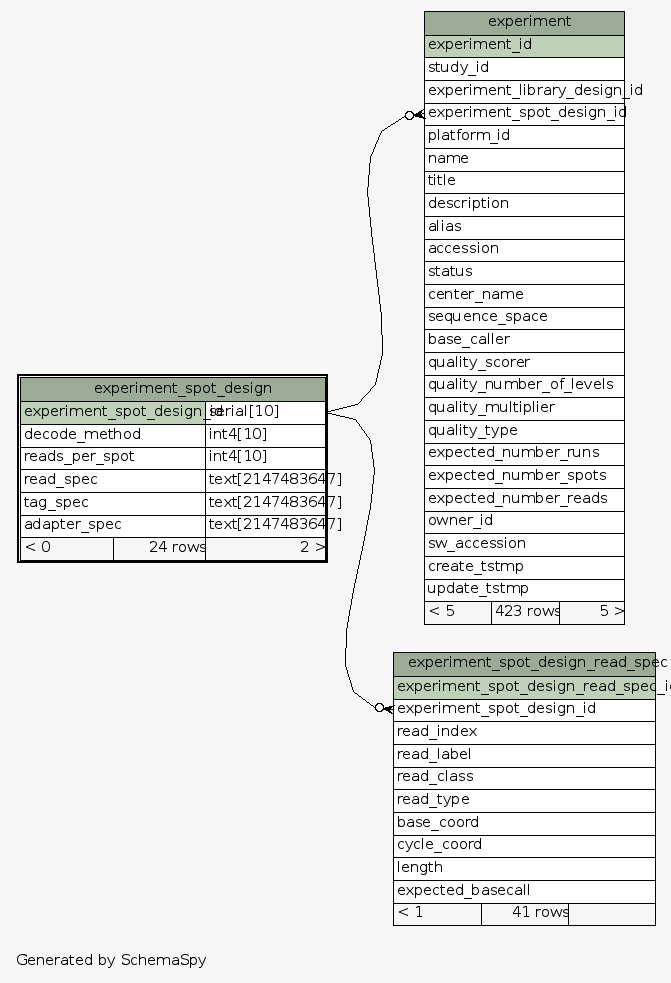 experiment
experiment_id
study_id
experiment_library_design_id
experiment_spot_design_id
platform_id
name
title
description
alias
accession
status
center_name
sequence_space
base_caller
quality_scorer
quality_number_of_levels
quality_multiplier
quality_type
expected_number_runs
expected_number_spots
expected_number_reads
owner_id
sw_accession
create_tstmp
update_tstmp
< 5 423 rows 5 >
experiment_spot_design
experiment_spot_design_id serial[10]
decode_method int4[10]
reads_per_spot int4[10]
read_spec text[2147483647]
tag_spec text[2147483647]
adapter_spec text[2147483647]
< 0 24 rows 2 >
experiment_spot_design_read_spec
experiment_spot_design_read_spec_i
experiment_spot_design_id
read_index
read_label
read_class
read_type
base_coord
cycle_coord
length
expected_basecall
< 1 41 rows
Generated by SchemaSpy